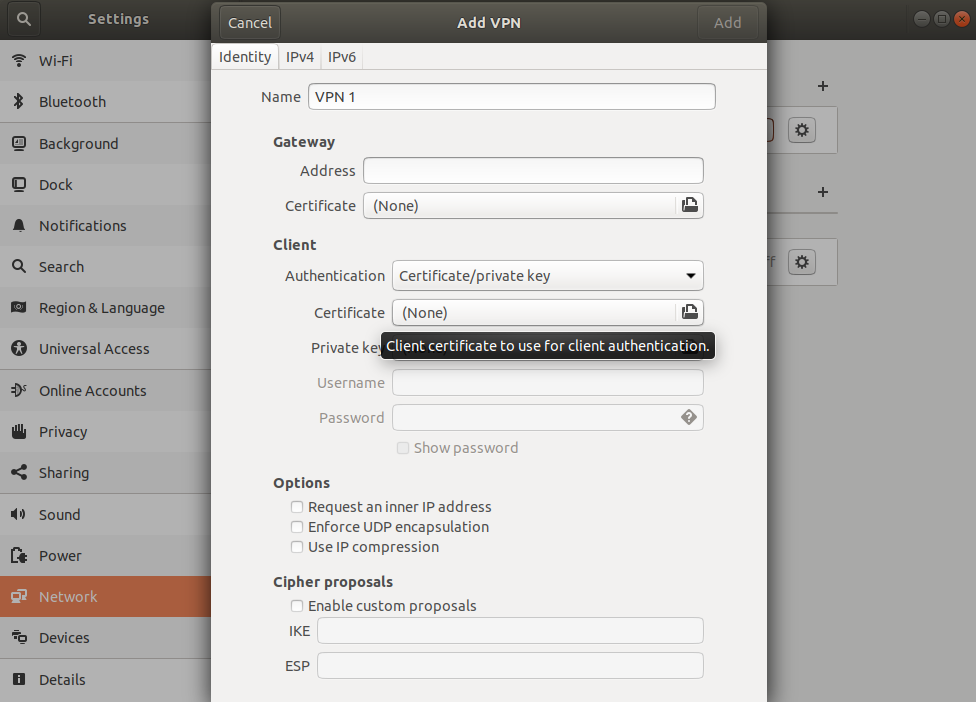 Settings
Cancel
Add VPN
Add
Wi-Fi
Bluetooth
Background
Dock
Notifications
Search
Region & Language
Universal Access
Online Accounts
Privacy
Sharing
Sound
Power
Network
Devices
Details
Identity IPv4 IPv6
Name VPN 1
Gateway
Address
Certificate (None)
Client
Authentication Certificate/private key
Certificate (None)
Private key
Client certificate to use for client authentication.
Username
Password
Show password
Options
Request an inner IP address
Enforce UDP encapsulation
Use IP compression
Cipher proposals
Enable custom proposals
IKE
ESP